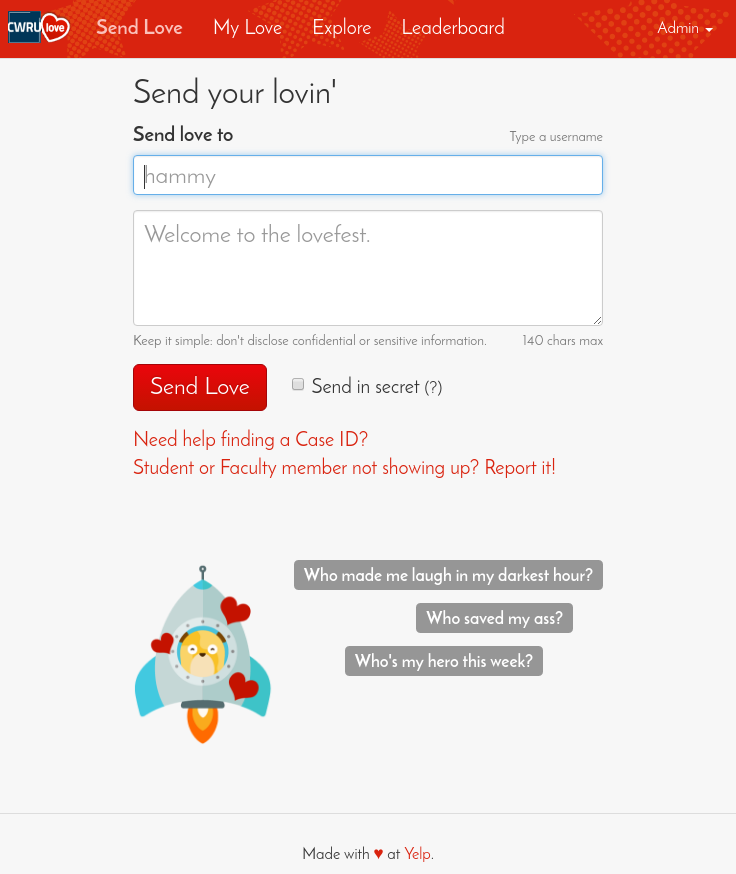 CWRU love Send Love My Love Explore Leaderboard Admin
Send your lovin'
Send love to Type a username
hammy
Welcome to the lovefest.
Keep it simple: don't disclose confidential or sensitive information. 140 chars max
Send Love Send in secret (?)
Need help finding a Case ID?
Student or Faculty member not showing up? Report it!
Who made me laugh in my darkest hour?
Who saved my ass?
Who's my hero this week?
Made with ♥ at Yelp.